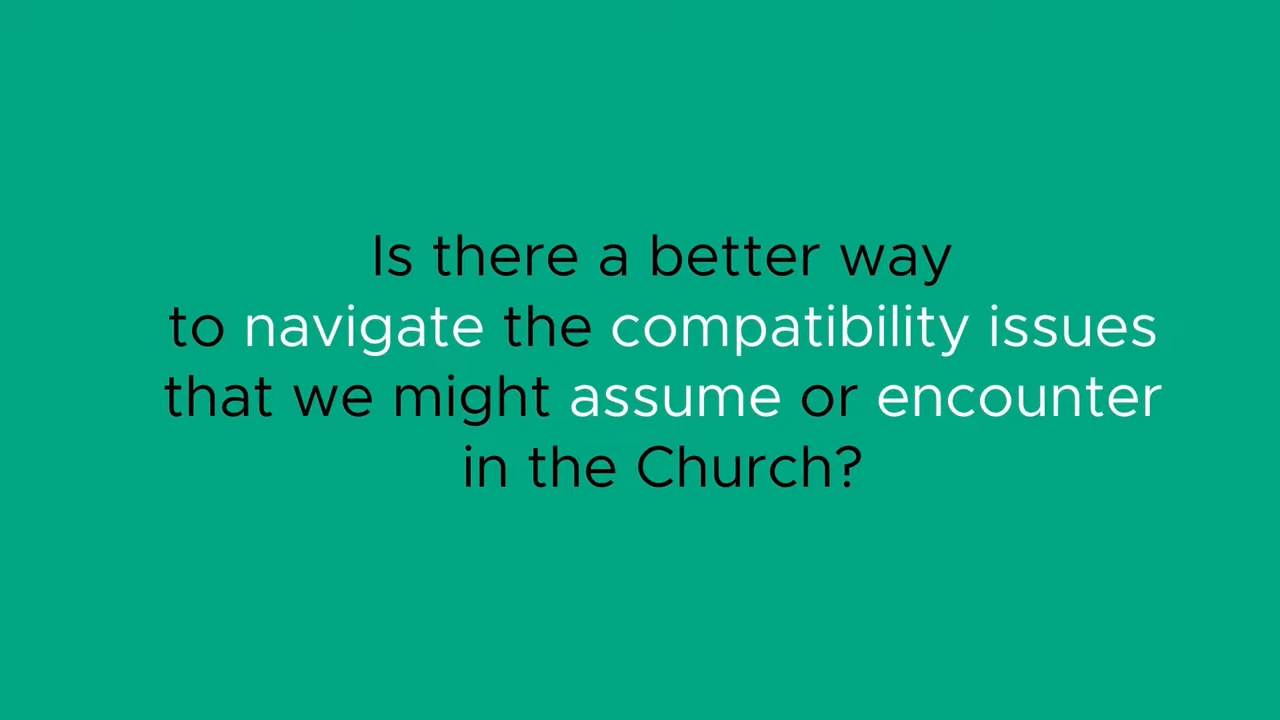 Is there a better way
to navigate the compatibility issues
that we might assume or encounter
in the Church?